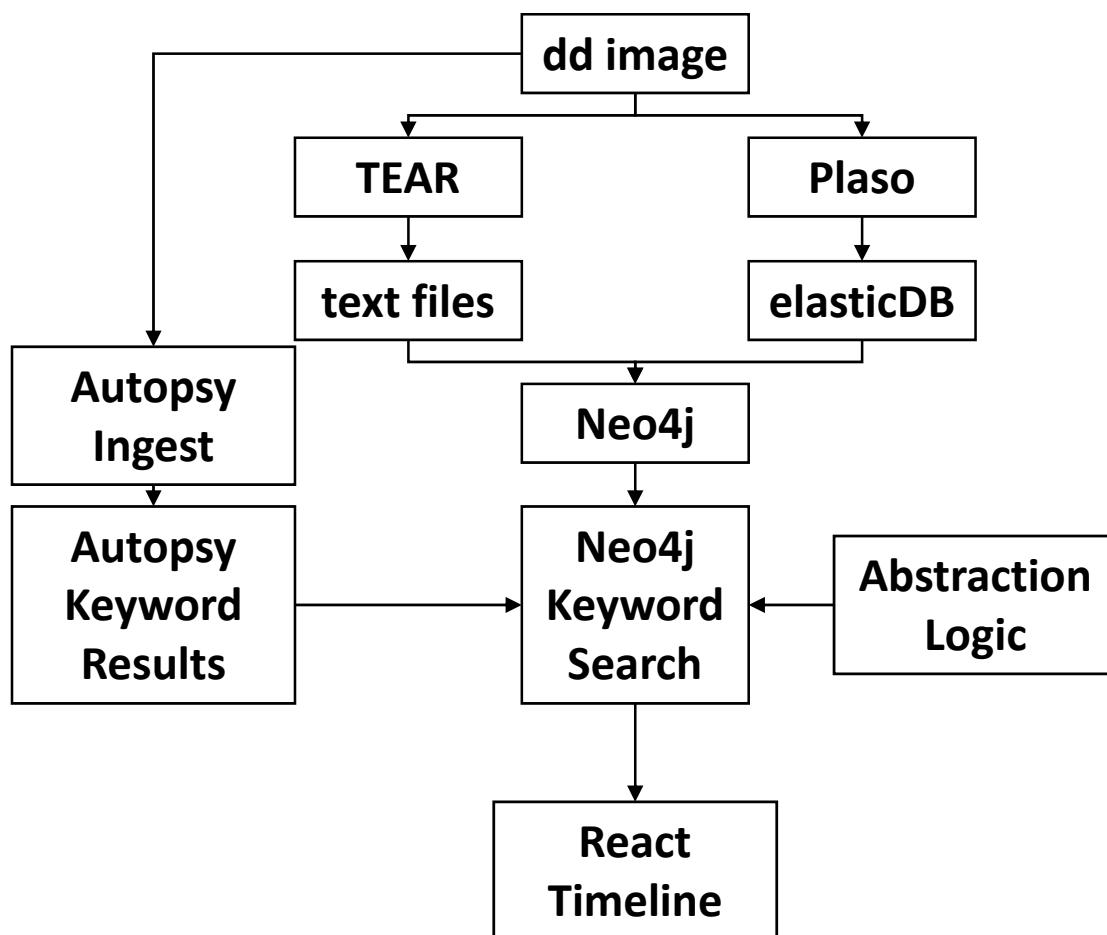 dd image
TEAR
Plaso
text files
elasticDB
Autopsy
Ingest
Neo4j
Autopsy
Keyword
Results
Neo4j
Keyword
Search
Abstraction
Logic
React
Timeline